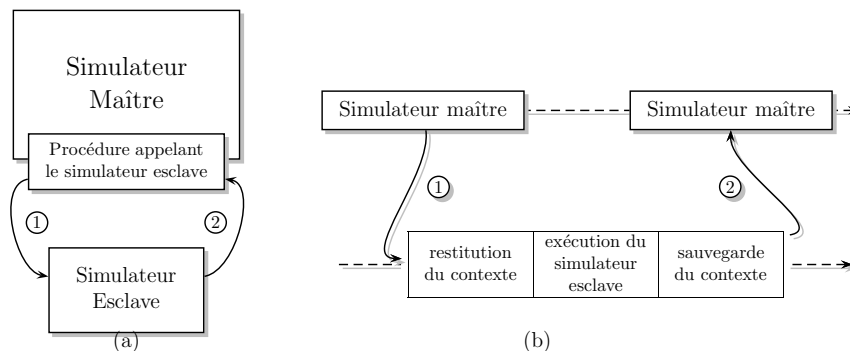 Simulateur
Maître
Procédure appelant
le simulateur esclave
1
2
Simulateur
Esclave
(a)
Simulateur maître
Simulateur maître
1
2
restitution
du contexte
exécution du
simulateur
esclave
sauvegarde
du contexte
(b)